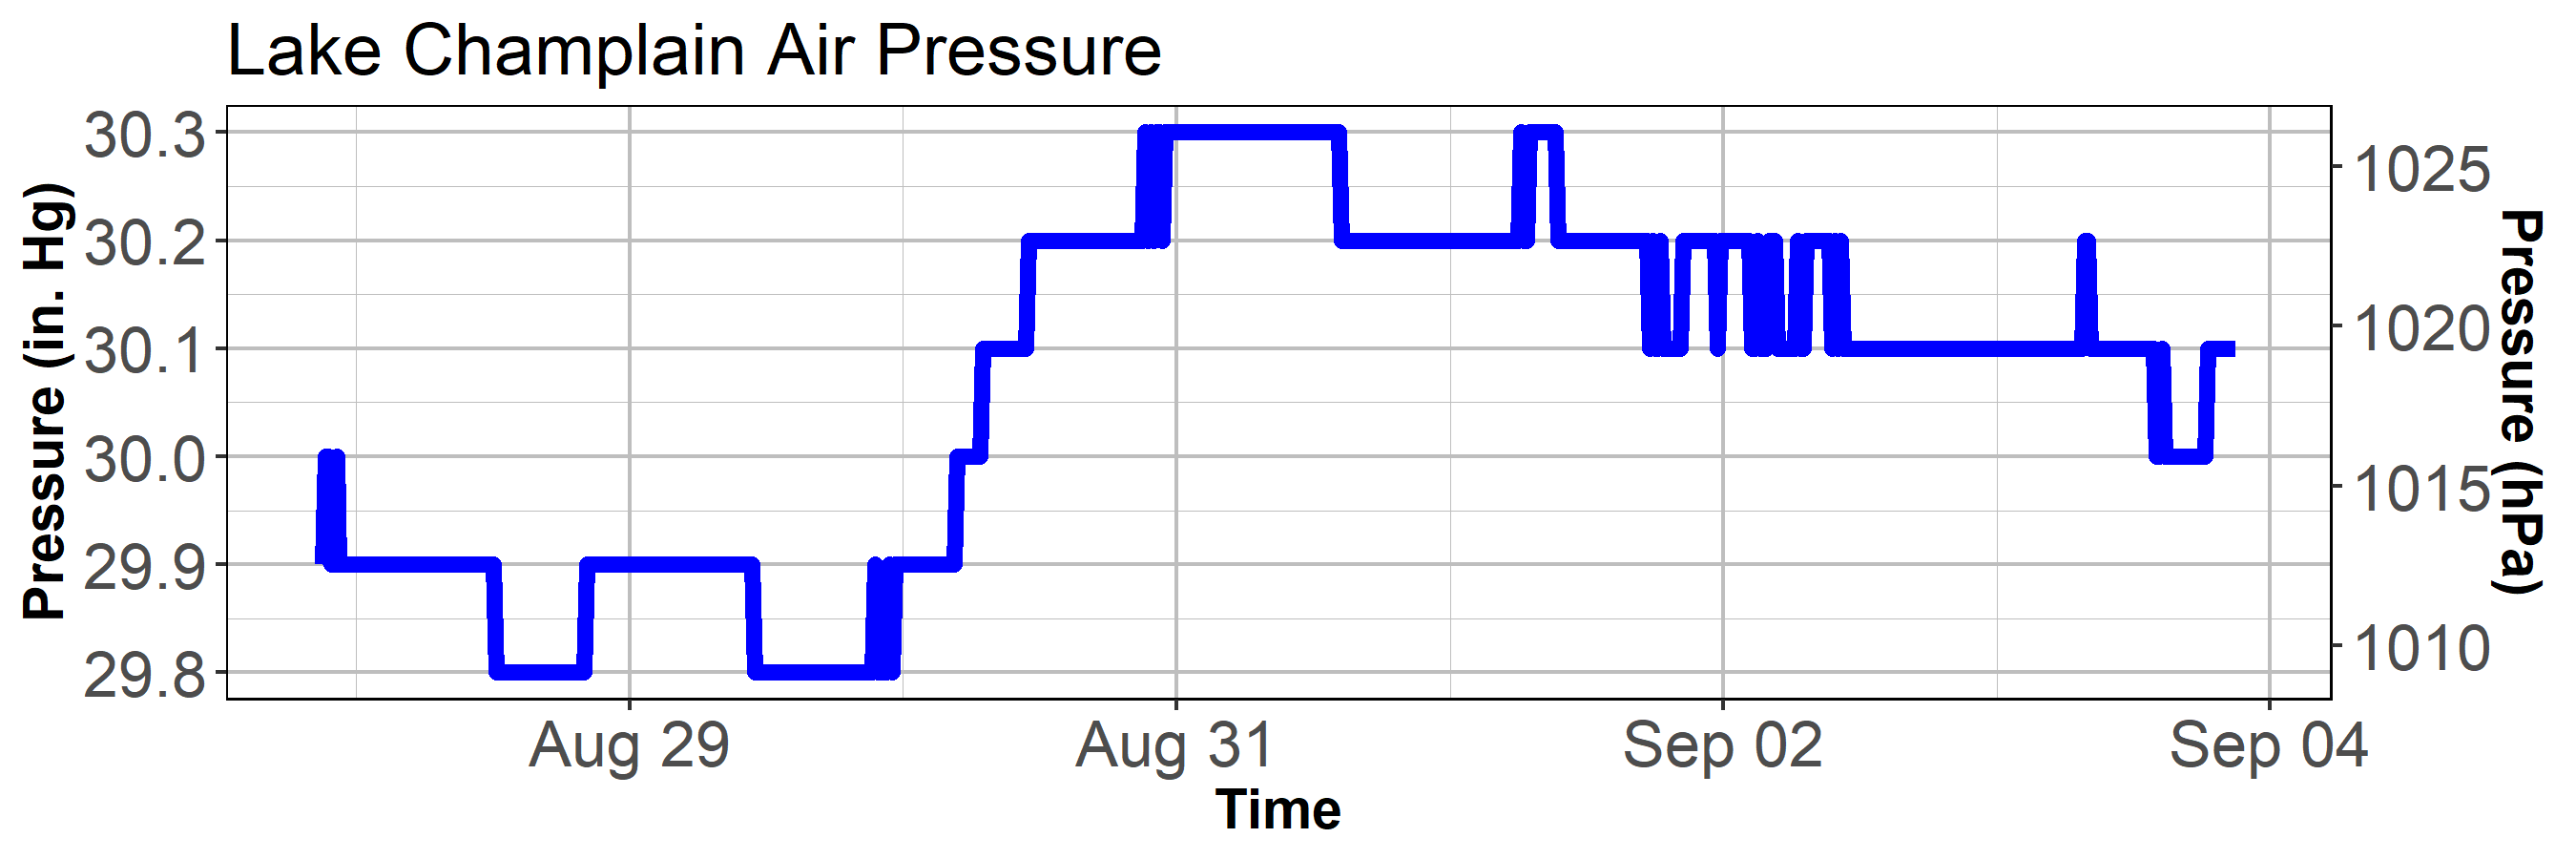 Lake Champlain Air Pressure
30.3
30.2
30.1
30.0
29.9
29.8
Pressure (in. Hg)
1025
1020
1015
1010
Pressure (hPa)
Aug 29 Aug 31 Sep 02 Sep 04
Time